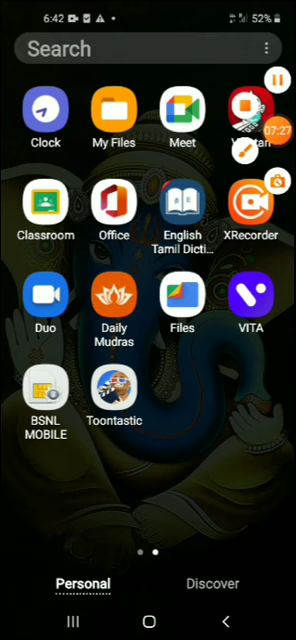 6:42
52%
Search
07:27
Clock
My Files
Meet
Classroom
Office
English
Tamil Dicti...
XRecorder
Duo
Daily
Mudras
Files
VITA
BSNL
MOBILE
Toontastic
Personal
Discover